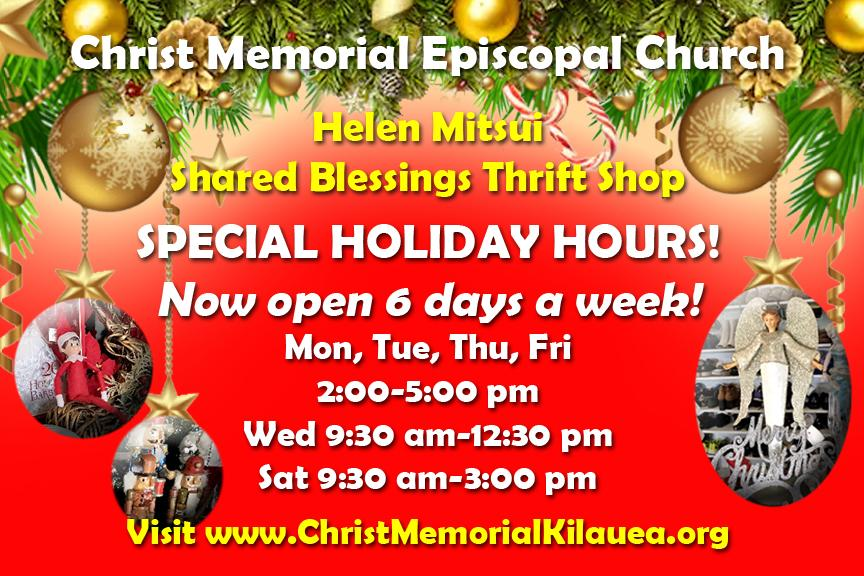 Christ Memorial Episcopal Church
Helen Mitsui
Shared Blessings Thrift Shop
SPECIAL HOLIDAY HOURS!
Now open 6 days a week!
Mon, Tue, Thu, Fri
2:00-5:00 pm
Wed 9:30 am-12:30 pm
Sat 9:30 am-3:00 pm
Visit www.ChristMemorialKilauea.org
Merry
Christmas